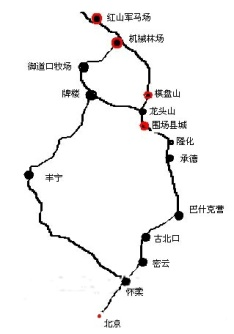 红山军马场
机械林场
御道口牧场
棋盘山
牌楼
龙头山
围场县城
隆化
承德
丰宁
巴什克营
古北口
密云
怀柔
北京